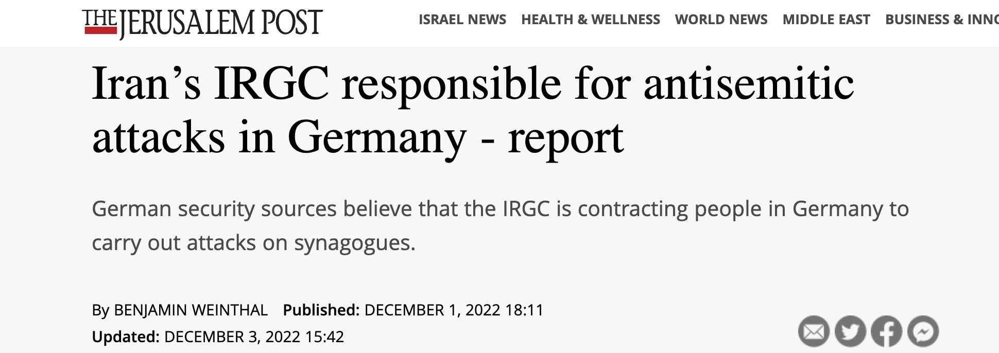 THE JERUSALEM POST
ISRAEL NEWS HEALTH & WELLNESS WORLD NEWS MIDDLE EAST BUSINESS & INNO
Iran’s IRGC responsible for antisemitic
attacks in Germany - report
German security sources believe that the IRGC is contracting people in Germany to
carry out attacks on synagogues.
By BENJAMIN WEINTHAL Published: DECEMBER 1, 2022 18:11
Updated: DECEMBER 3, 2022 15:42